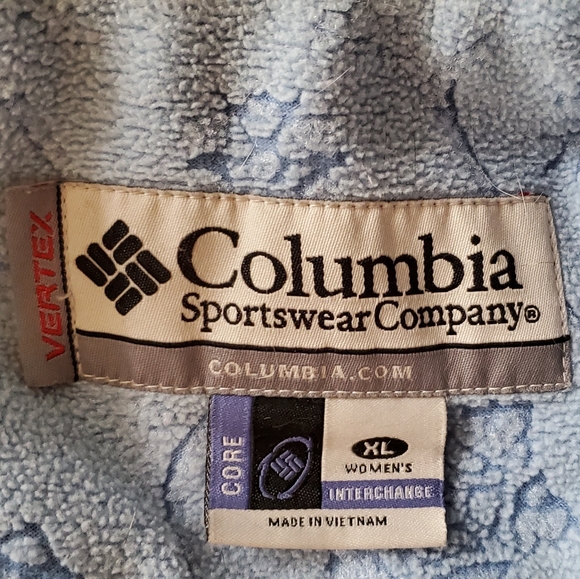 VERTEX
Columbia
Sportswear Company®
COLUMBIA.COM
CORE
XL
WOMEN'S
INTERCHANGE
MADE IN VIETNAM